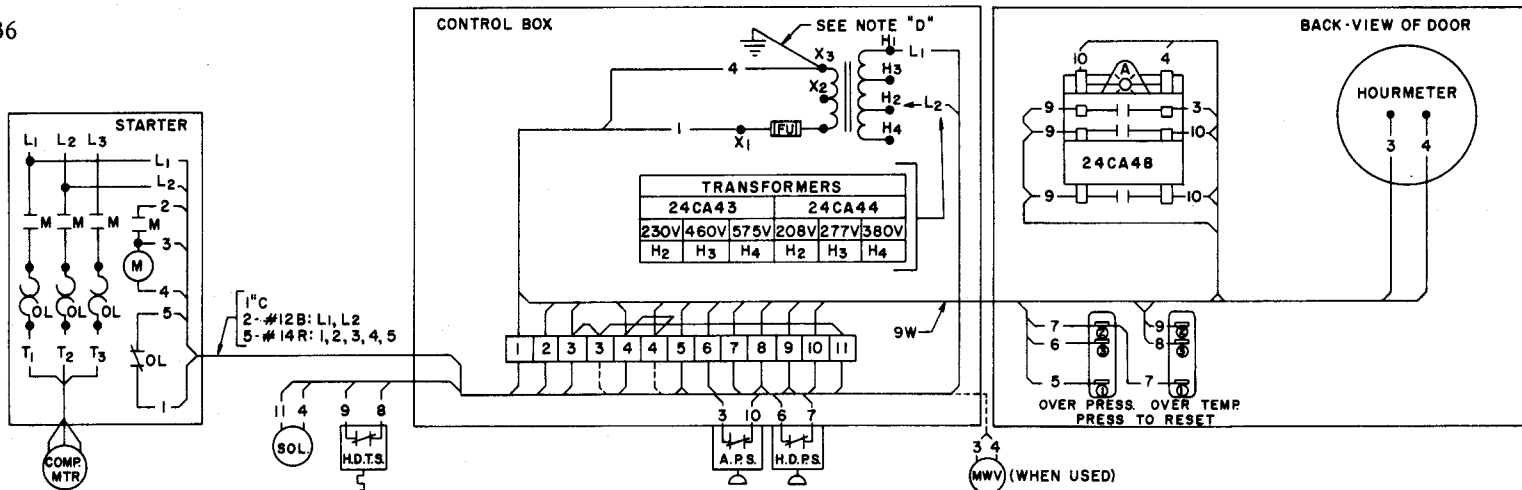 36
STARTER
L1 L2 L3
L1
L2
M M M
2
M
3
M
4
OL OL OL
5
OL
T1 T2 T3
1
COMP. MTR
1"C
2-#12B: L1, L2
5-#14R: 1, 2, 3, 4, 5
11 4
SOL.
9 8
H.D.T.S.
CONTROL BOX
SEE NOTE "D"
4
X3
X2
1
X1
FU
H1
L1
H3
H2
L2
H4
TRANSFORMERS
24CA43 24CA44
230V 460V 575V 208V 277V 380V
H2 H3 H4 H2 H3 H4
9W
1 2 3 3 4 4 5 6 7 8 9 10 11
3 10
A.P.S.
6 7
H.D.P.S.
3 4
MWV (WHEN USED)
BACK-VIEW OF DOOR
10 4
A
9 3
9 10
24CA48
9 10
HOURMETER
3 4
7 2
6 3
5 1
9 2
8 3
7 1
OVER PRESS. OVER TEMP.
PRESS TO RESET